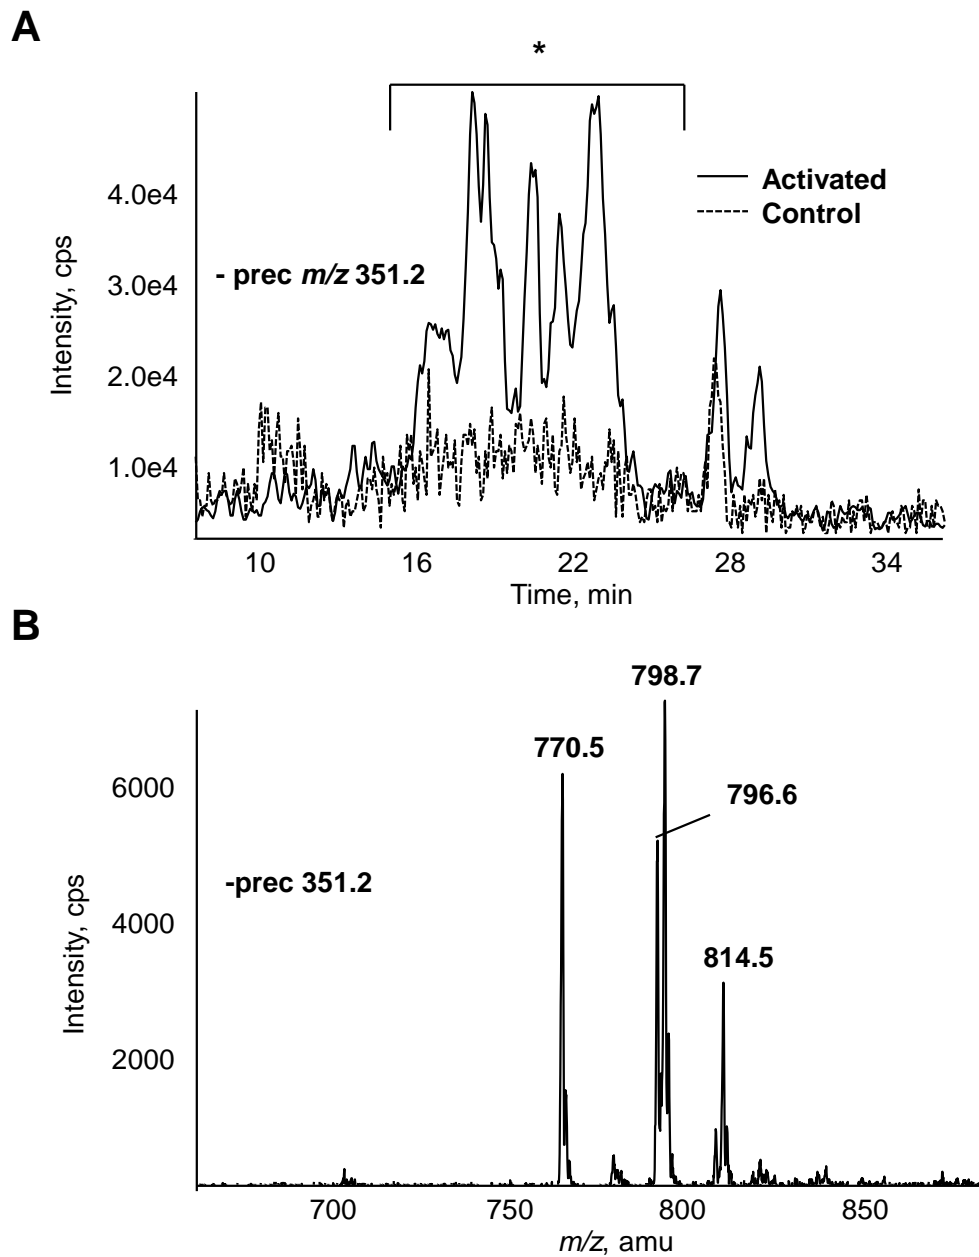 A
*
4.0e4
3.0e4
2.0e4
1.0e4
Intensity, cps
- prec m/z 351.2
Activated
Control
10 16 22 28 34
Time, min
B
798.7
770.5
796.6
814.5
6000
4000
2000
Intensity, cps
-prec 351.2
700 750 800 850
m/z, amu